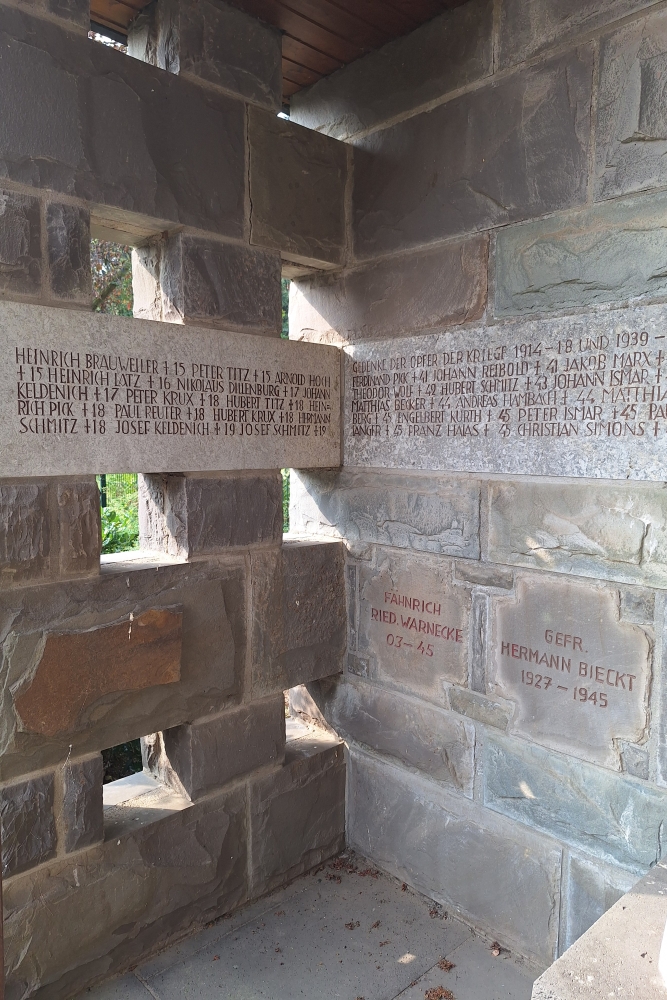 HEINRICH BRAUWEILER + 15 PETER TITZ + 15 ARNOLD HOCH
+ 15 HEINRICH LATZ + 16 NIKOLAUS DILLENBURG + 17 JOHANN
KELDENICH + 17 PETER KRUX + 18 HUBERT TITZ + 18 HEIN=
RICH PICK + 18 PAUL REUTER + 18 HUBERT KRUX + 18 HERMANN
SCHMITZ + 18 JOSEF KELDENICH + 19 JOSEF SCHMITZ + 19
GEDENKE DER OPFER DER KRIEGE 1914-18 UND 1939-
FERDINAND PICK + 41 JOHANN REIBOLD + 41 JAKOB MARX +
THEODOR WOLF + 42 HUBERT SCHMITZ + 43 JOHANN ISMAR +
MATTHIAS BECKER + 44 ANDREAS HAMBACH + 44 MATTHIA
BERG + 45 ENGELBERT KURTH + 45 PETER ISMAR + 45 PA
LANGER + 45 FRANZ HAAS + 45 CHRISTIAN SIMONS +
FÄHNRICH
RIED. WARNECKE
03-45
GEFR.
HERMANN BIECKT
1927-1945